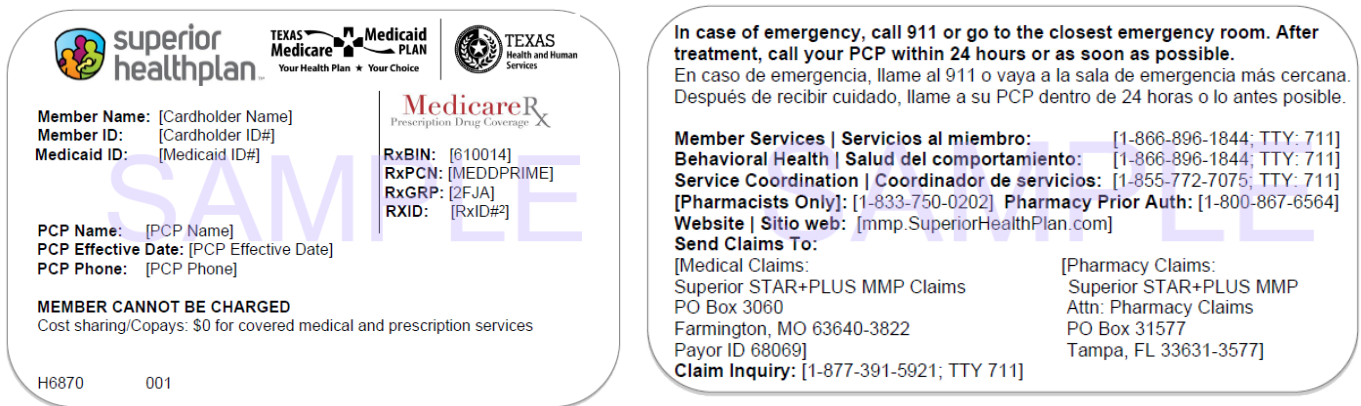 superior
healthplan™
TEXAS Medicaid
Medicare PLAN
Your Health Plan ★ Your Choice
TEXAS
Health and Human
Services
Member Name: [Cardholder Name]
Member ID: [Cardholder ID#]
Medicaid ID: [Medicaid ID#]
MedicareRx
Prescription Drug Coverage
RxBIN: [610014]
RxPCN: [MEDDPRIME]
RxGRP: [2FJA]
RXID: [RxID#²]
SAMPLE
PCP Name: [PCP Name]
PCP Effective Date: [PCP Effective Date]
PCP Phone: [PCP Phone]
MEMBER CANNOT BE CHARGED
Cost sharing/Copays: $0 for covered medical and prescription services
H6870 001
In case of emergency, call 911 or go to the closest emergency room. After
treatment, call your PCP within 24 hours or as soon as possible.
En caso de emergencia, llame al 911 o vaya a la sala de emergencia más cercana.
Después de recibir cuidado, llame a su PCP dentro de 24 horas o lo antes posible.
Member Services | Servicios al miembro: [1-866-896-1844; TTY: 711]
Behavioral Health | Salud del comportamiento: [1-866-896-1844; TTY: 711]
Service Coordination | Coordinador de servicios: [1-855-772-7075; TTY: 711]
[Pharmacists Only]: [1-833-750-0202] Pharmacy Prior Auth: [1-800-867-6564]
Website | Sitio web: [mmp.SuperiorHealthPlan.com]
SAMPLE
Send Claims To:
[Medical Claims:
Superior STAR+PLUS MMP Claims
PO Box 3060
Farmington, MO 63640-3822
Payor ID 68069]
[Pharmacy Claims:
Superior STAR+PLUS MMP
Attn: Pharmacy Claims
PO Box 31577
Tampa, FL 33631-3577]
Claim Inquiry: [1-877-391-5921; TTY 711]